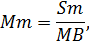 Mm = Sm/MB,